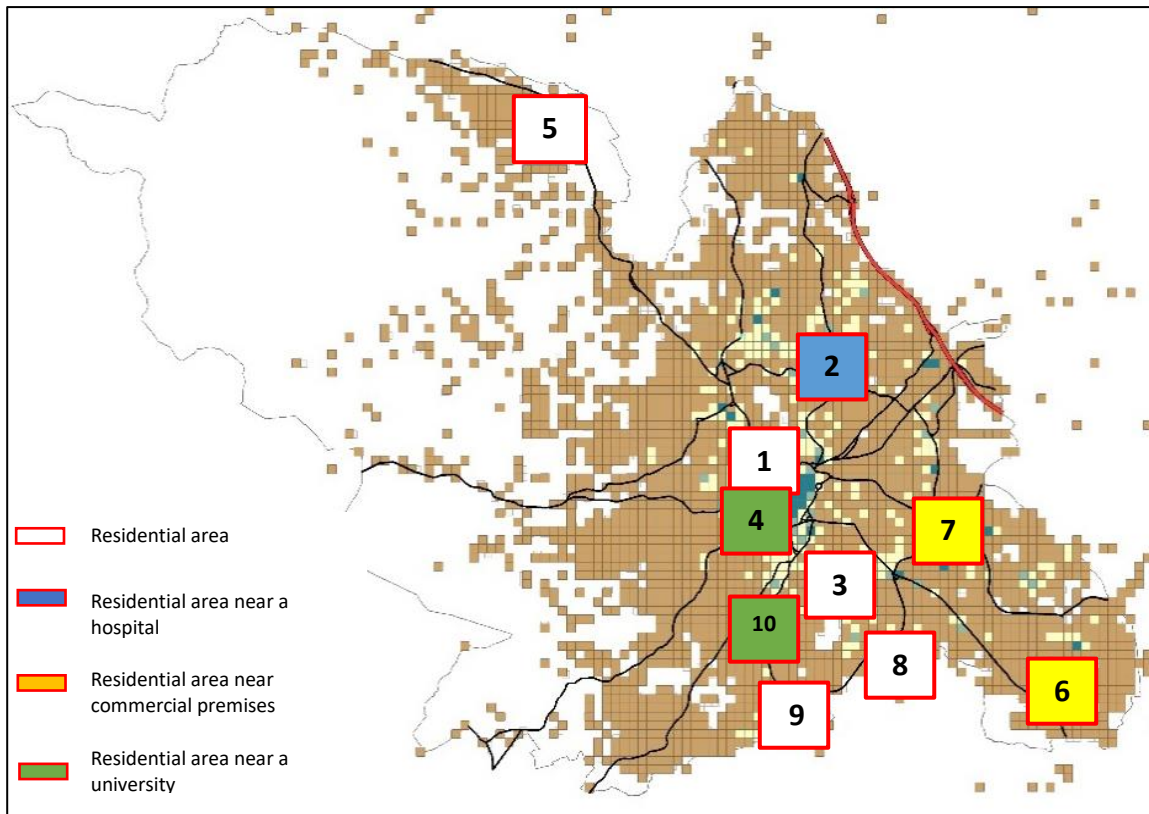 5
2
1
4
7
3
10
8
6
9
Residential area
Residential area near a
hospital
Residential area near
commercial premises
Residential area near a
university